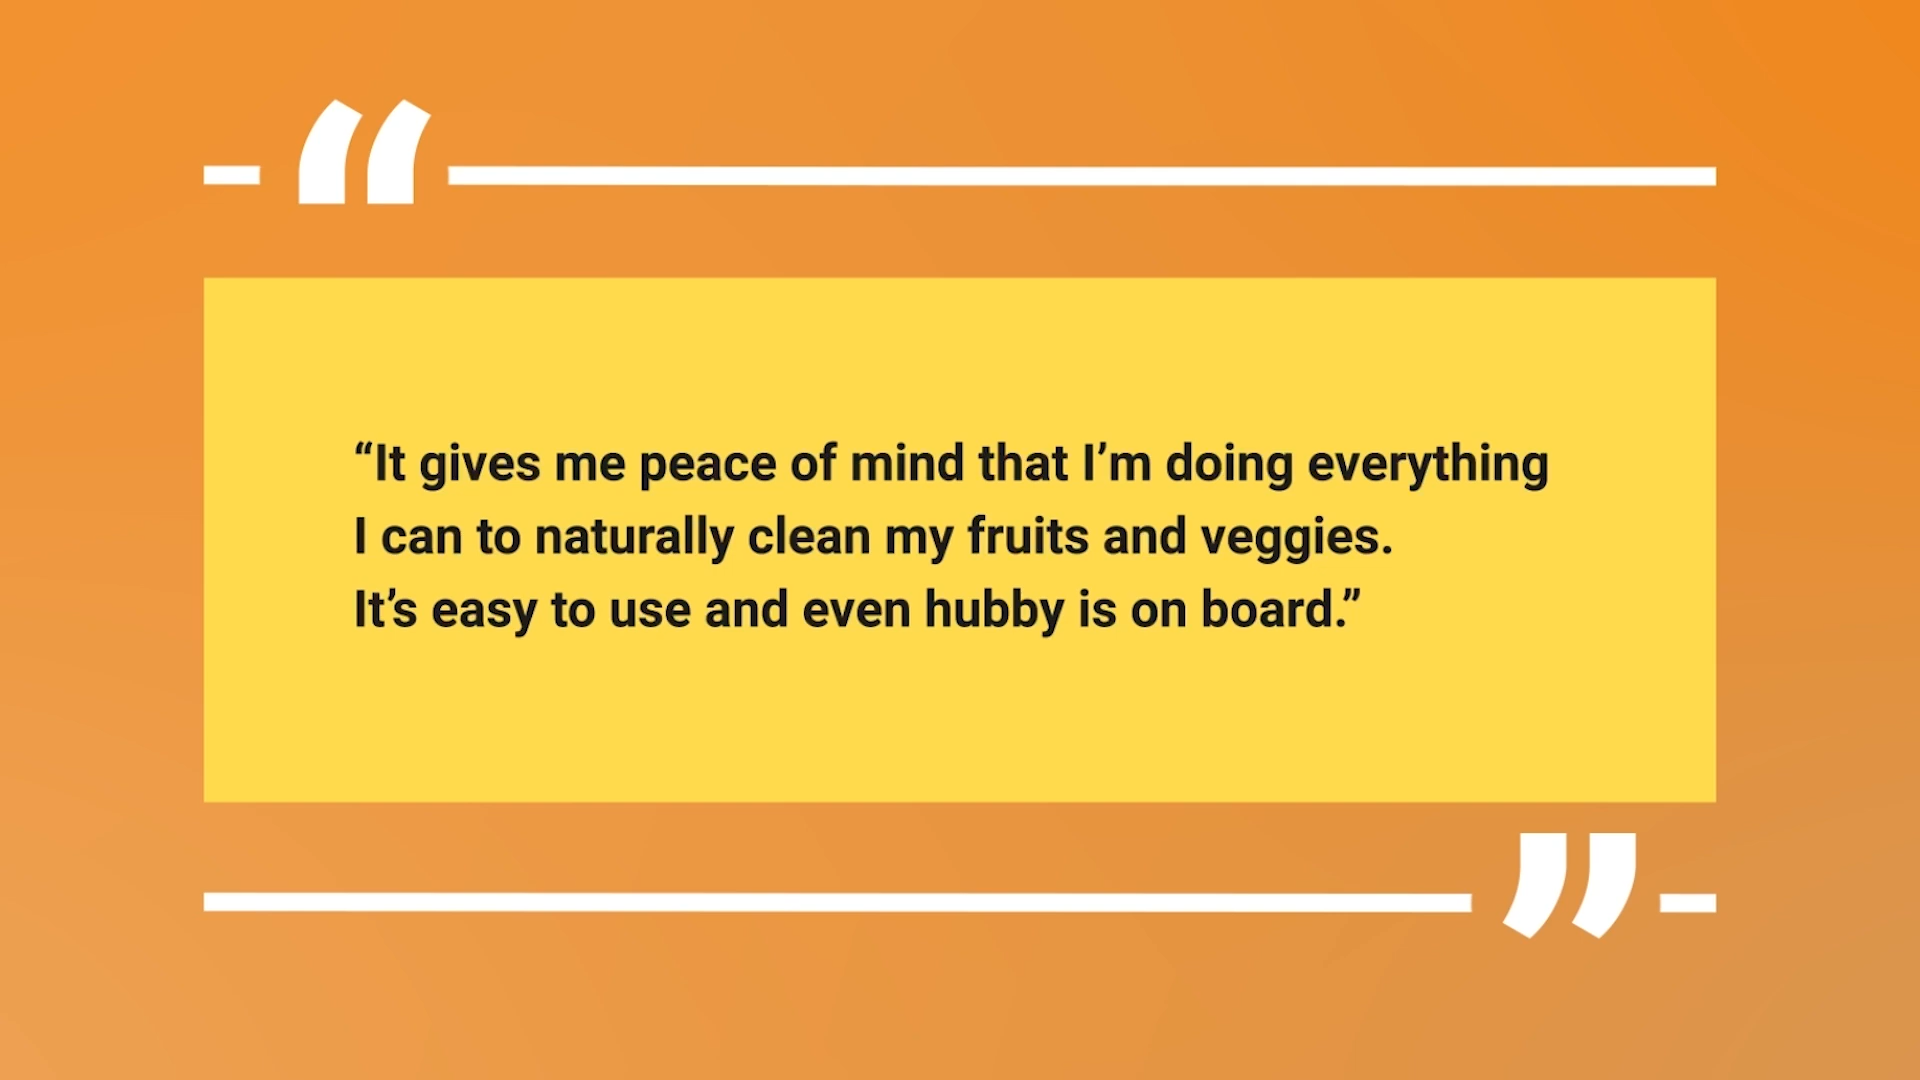 “It gives me peace of mind that I’m doing everything
I can to naturally clean my fruits and veggies.
It’s easy to use and even hubby is on board.”